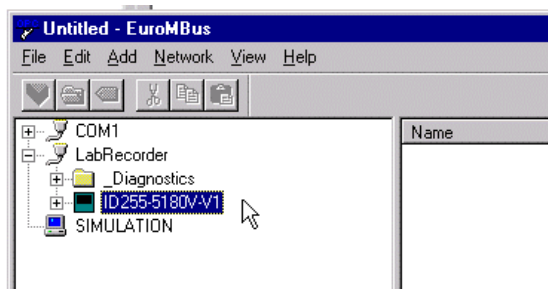 Untitled - EuroMBus
File Edit Add Network View Help
COM1
Name
LabRecorder
_Diagnostics
ID255-5180V-V1
SIMULATION